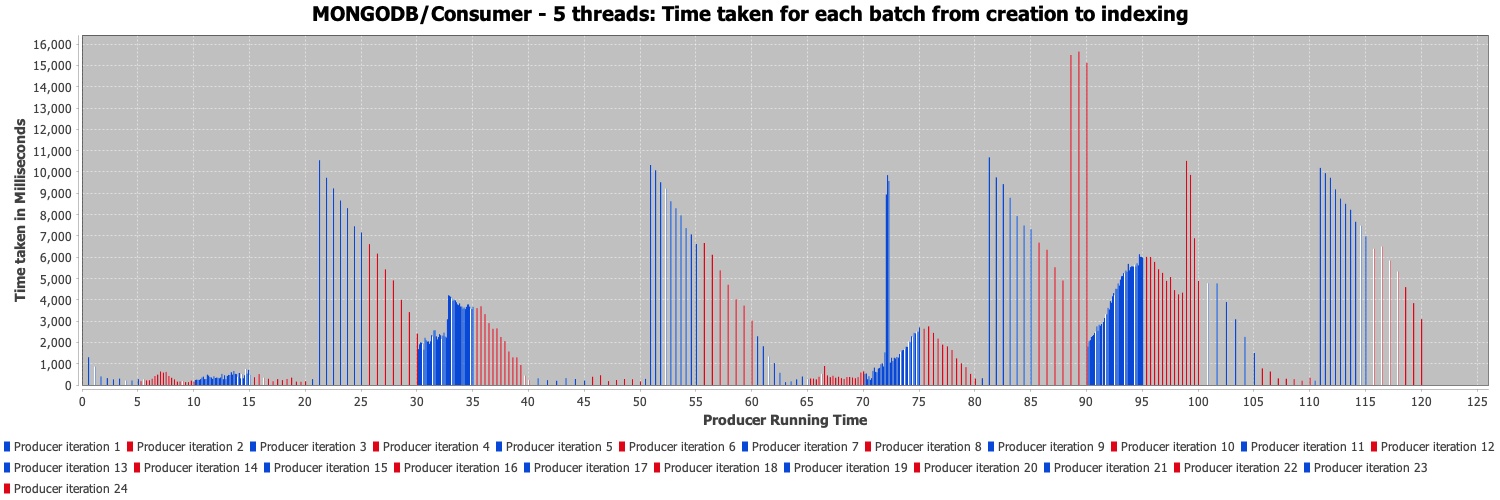 MONGODB/Consumer - 5 threads: Time taken for each batch from creation to indexing
16,000
15,000
14,000
13,000
12,000
11,000
10,000
9,000
8,000
7,000
6,000
5,000
4,000
3,000
2,000
1,000
0
Time taken in Milliseconds
0 5 10 15 20 25 30 35 40 45 50 55 60 65 70 75 80 85 90 95 100 105 110 115 120 125
Producer Running Time
Producer iteration 1 Producer iteration 2 Producer iteration 3 Producer iteration 4 Producer iteration 5 Producer iteration 6 Producer iteration 7 Producer iteration 8 Producer iteration 9 Producer iteration 10 Producer iteration 11 Producer iteration 12
Producer iteration 13 Producer iteration 14 Producer iteration 15 Producer iteration 16 Producer iteration 17 Producer iteration 18 Producer iteration 19 Producer iteration 20 Producer iteration 21 Producer iteration 22 Producer iteration 23
Producer iteration 24